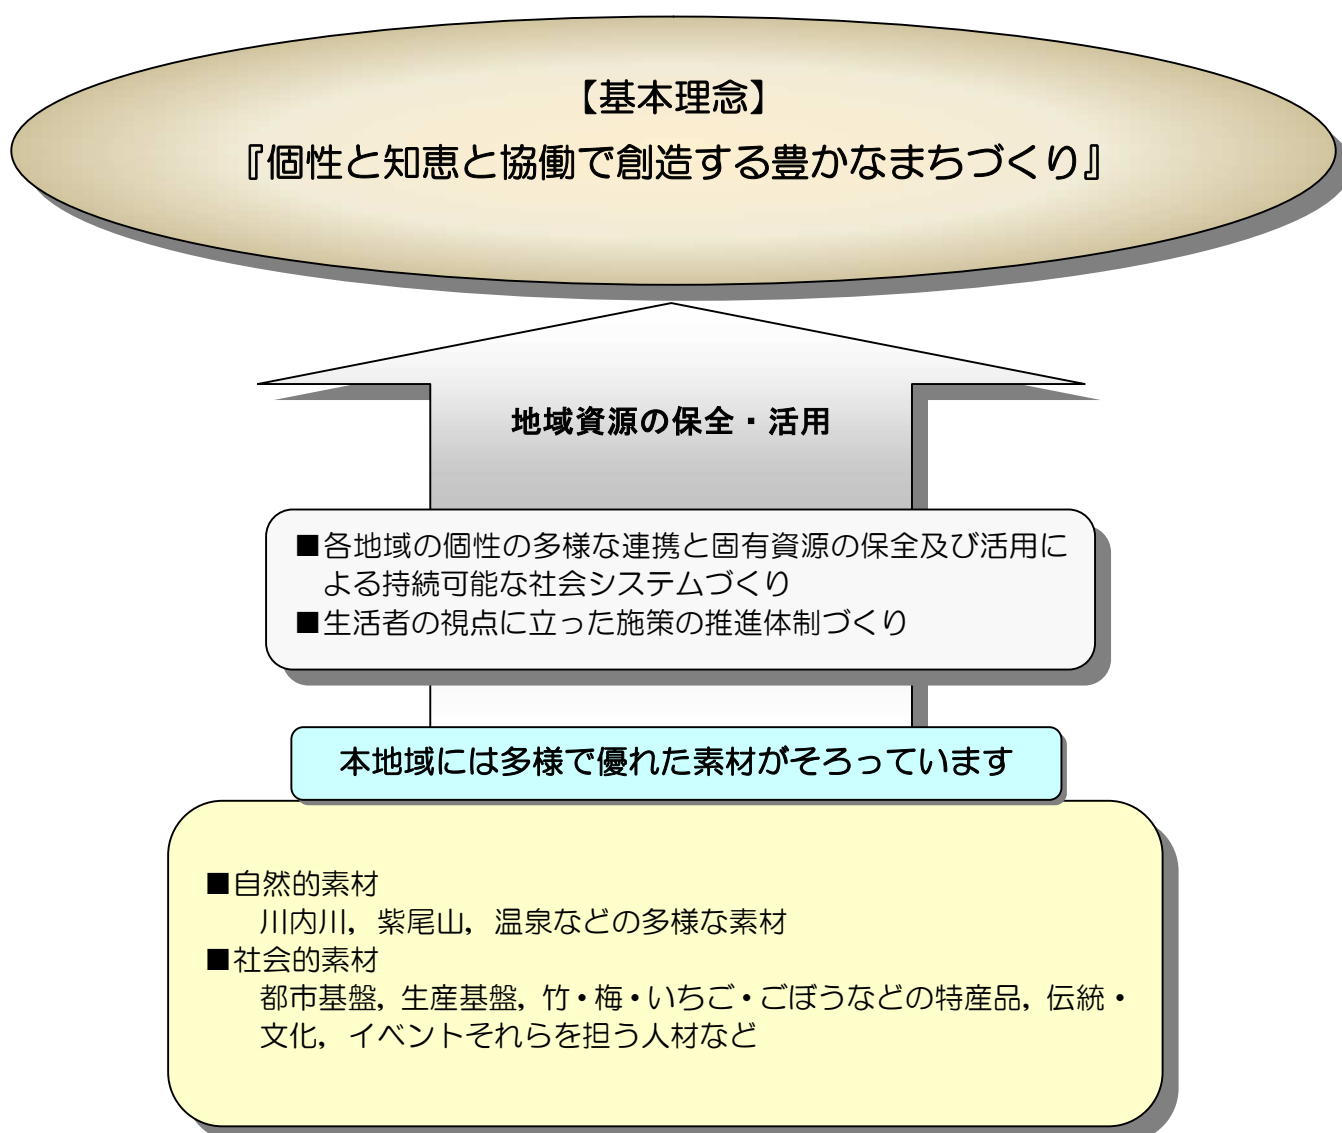 【基本理念】
『個性と知恵と協働で創造する豊かなまちづくり』
地域資源の保全・活用
■各地域の個性の多様な連携と固有資源の保全及び活用に
よる持続可能な社会システムづくり
■生活者の視点に立った施策の推進体制づくり
本地域には多様で優れた素材がそろっています
■自然的素材
川内川，紫尾山，温泉などの多様な素材
■社会的素材
都市基盤，生産基盤，竹・梅・いちご・ごぼうなどの特産品，伝統・
文化，イベントそれらを担う人材など